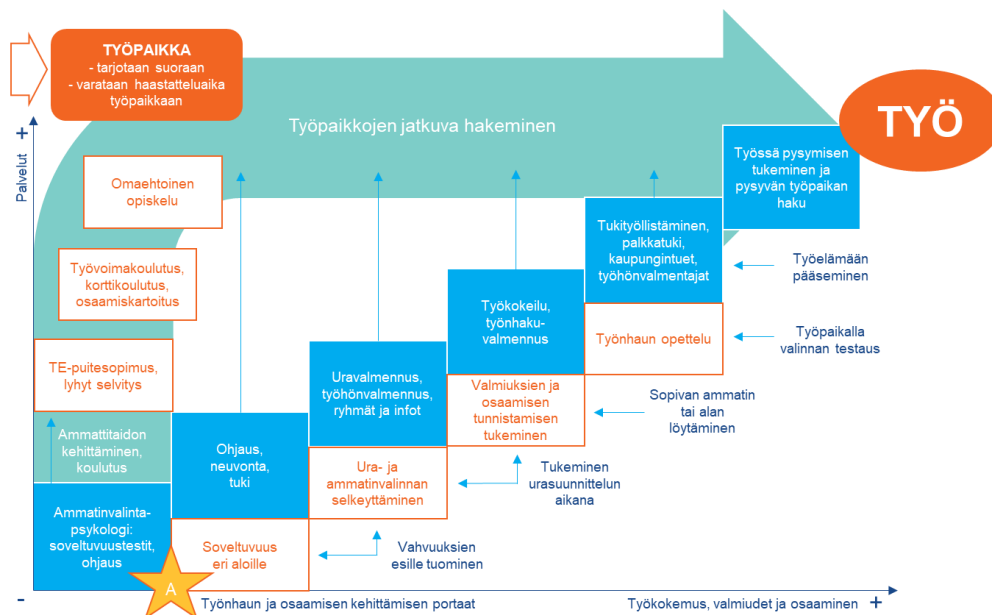 TYÖPAIKKA
- tarjotaan suoraan
- varataan haastatteluaika
työpaikkaan
TYÖ
Työpaikkojen jatkuva hakeminen
+
Palvelut
Työssä pysymisen
tukeminen ja
pysyvän työpaikan
haku
Omaehtoinen
opiskelu
Tukityöllistäminen,
palkkatuki,
kaupungintuet,
työhönvalmentajat
Työelämään
pääseminen
Työvoimakoulutus,
korttikoulutus,
osaamiskartoitus
Työkokeilu,
työnhaku-
valmennus
Työnhaun opettelu
Työpaikalla
valinnan testaus
TE-puitesopimus,
lyhyt selvitys
Uravalmennus,
työhönvalmennus,
ryhmät ja infot
Valmiuksien ja
osaamisen
tunnistamisen
tukeminen
Sopivan ammatin
tai alan
löytäminen
Ammattitaidon
kehittäminen,
koulutus
Ohjaus,
neuvonta,
tuki
Ura- ja
ammatinvalinnan
selkeyttäminen
Tukeminen
urasuunnittelun
aikana
Ammatinvalinta-
psykologi:
soveltuvuustestit,
ohjaus
Soveltuvuus
eri aloille
Vahvuuksien
esille tuominen
A
-
Työnhaun ja osaamisen kehittämisen portaat
Työkokemus, valmiudet ja osaaminen
+